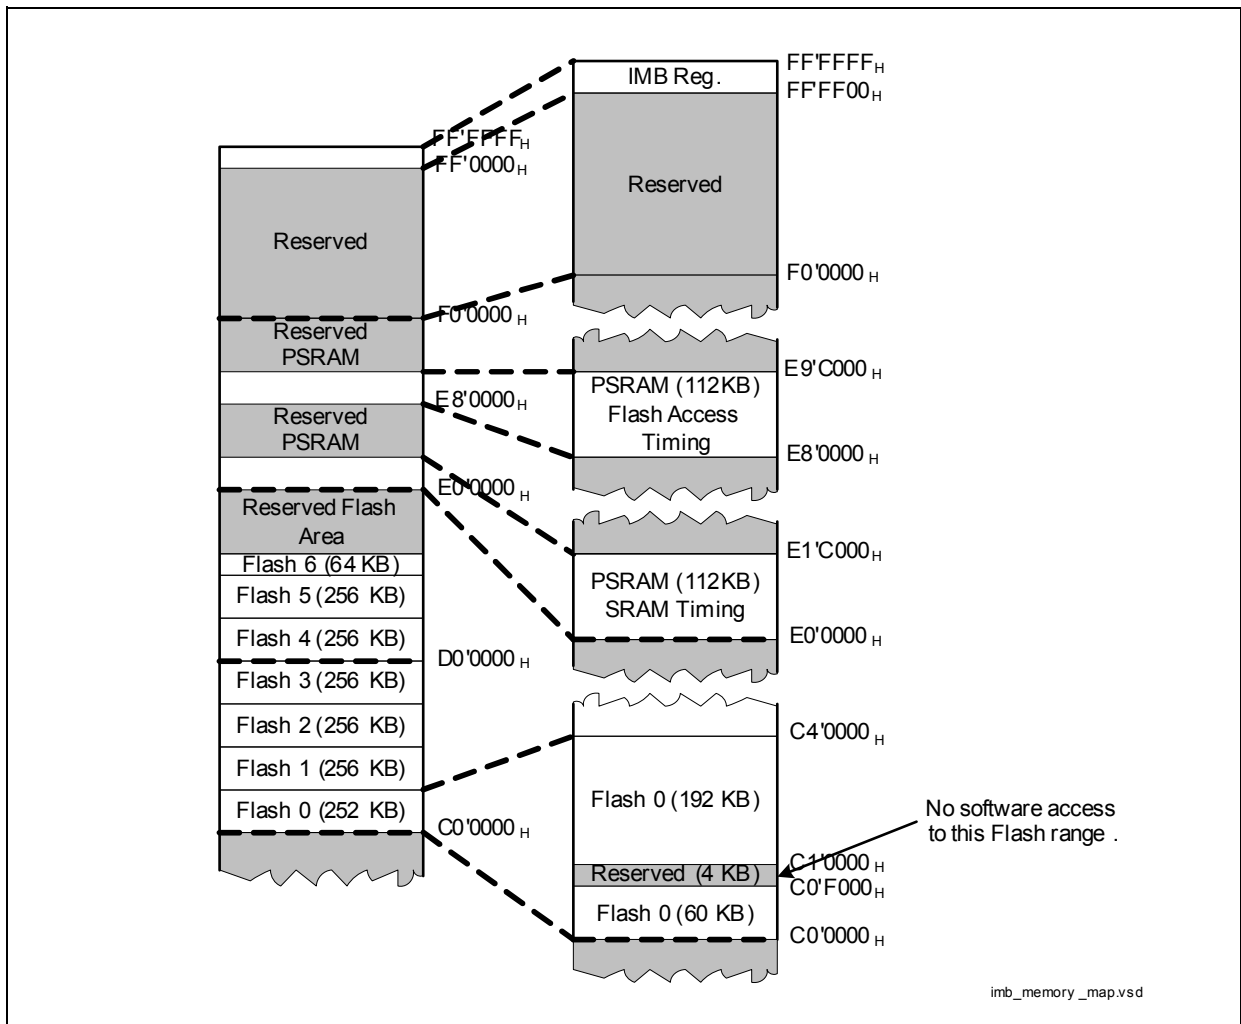 FF'FFFF H
FF'0000 H
Reserved
F0'0000 H
Reserved
PSRAM
E8'0000 H
Reserved
PSRAM
E0'0000 H
Reserved Flash
Area
Flash 6 (64 KB)
Flash 5 (256 KB)
Flash 4 (256 KB)
D0'0000 H
Flash 3 (256 KB)
Flash 2 (256 KB)
Flash 1 (256 KB)
Flash 0 (252 KB)
C0'0000 H
FF'FFFF H
IMB Reg.
FF'FF00 H
Reserved
F0'0000 H
E9'C000 H
PSRAM (112KB)
Flash Access
Timing
E8'0000 H
E1'C000 H
PSRAM (112KB)
SRAM Timing
E0'0000 H
C4'0000 H
Flash 0 (192 KB)
C1'0000 H
Reserved (4 KB)
C0'F000 H
Flash 0 (60 KB)
C0'0000 H
No software access
to this Flash range .
imb_memory _map.vsd